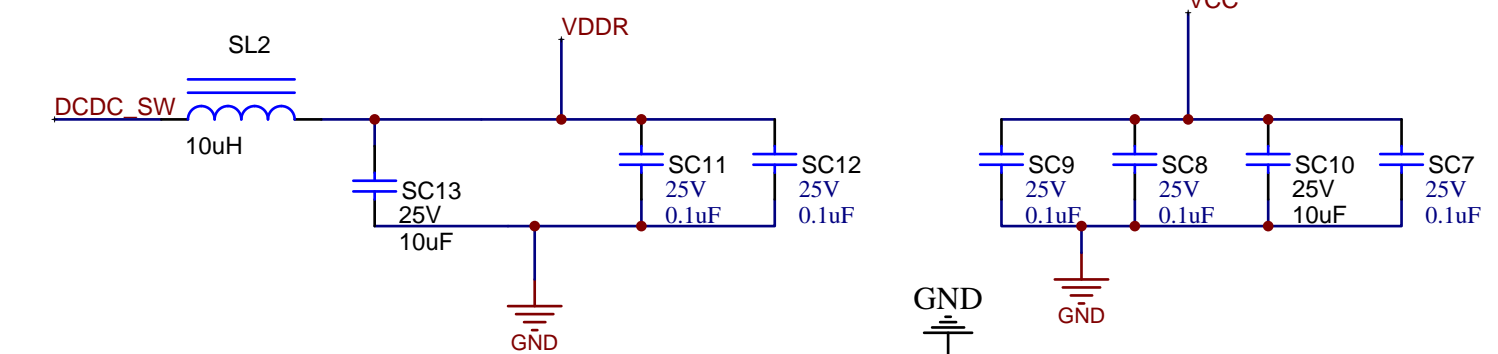 VCC
VDDR
SL2
DCDC_SW
10uH
SC13
25V
10uF
SC11
25V
0.1uF
SC12
25V
0.1uF
GND
SC9
25V
0.1uF
SC8
25V
0.1uF
SC10
25V
10uF
SC7
25V
0.1uF
GND
GND